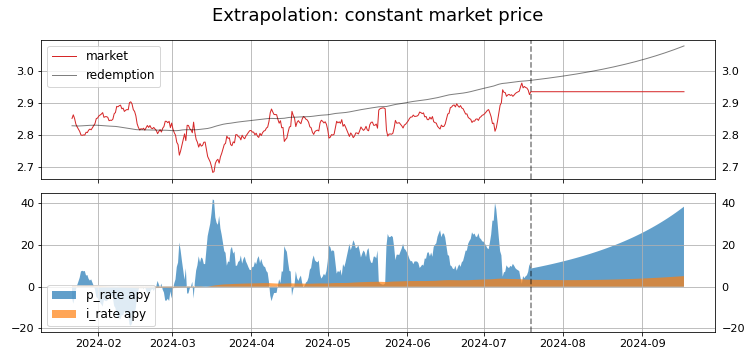 Extrapolation: constant market price
market
redemption
3.0 3.0
2.9 2.9
2.8 2.8
2.7 2.7
40 40
20 20
0 0
p_rate apy
i_rate apy
−20 −20
2024-02 2024-03 2024-04 2024-05 2024-06 2024-07 2024-08 2024-09